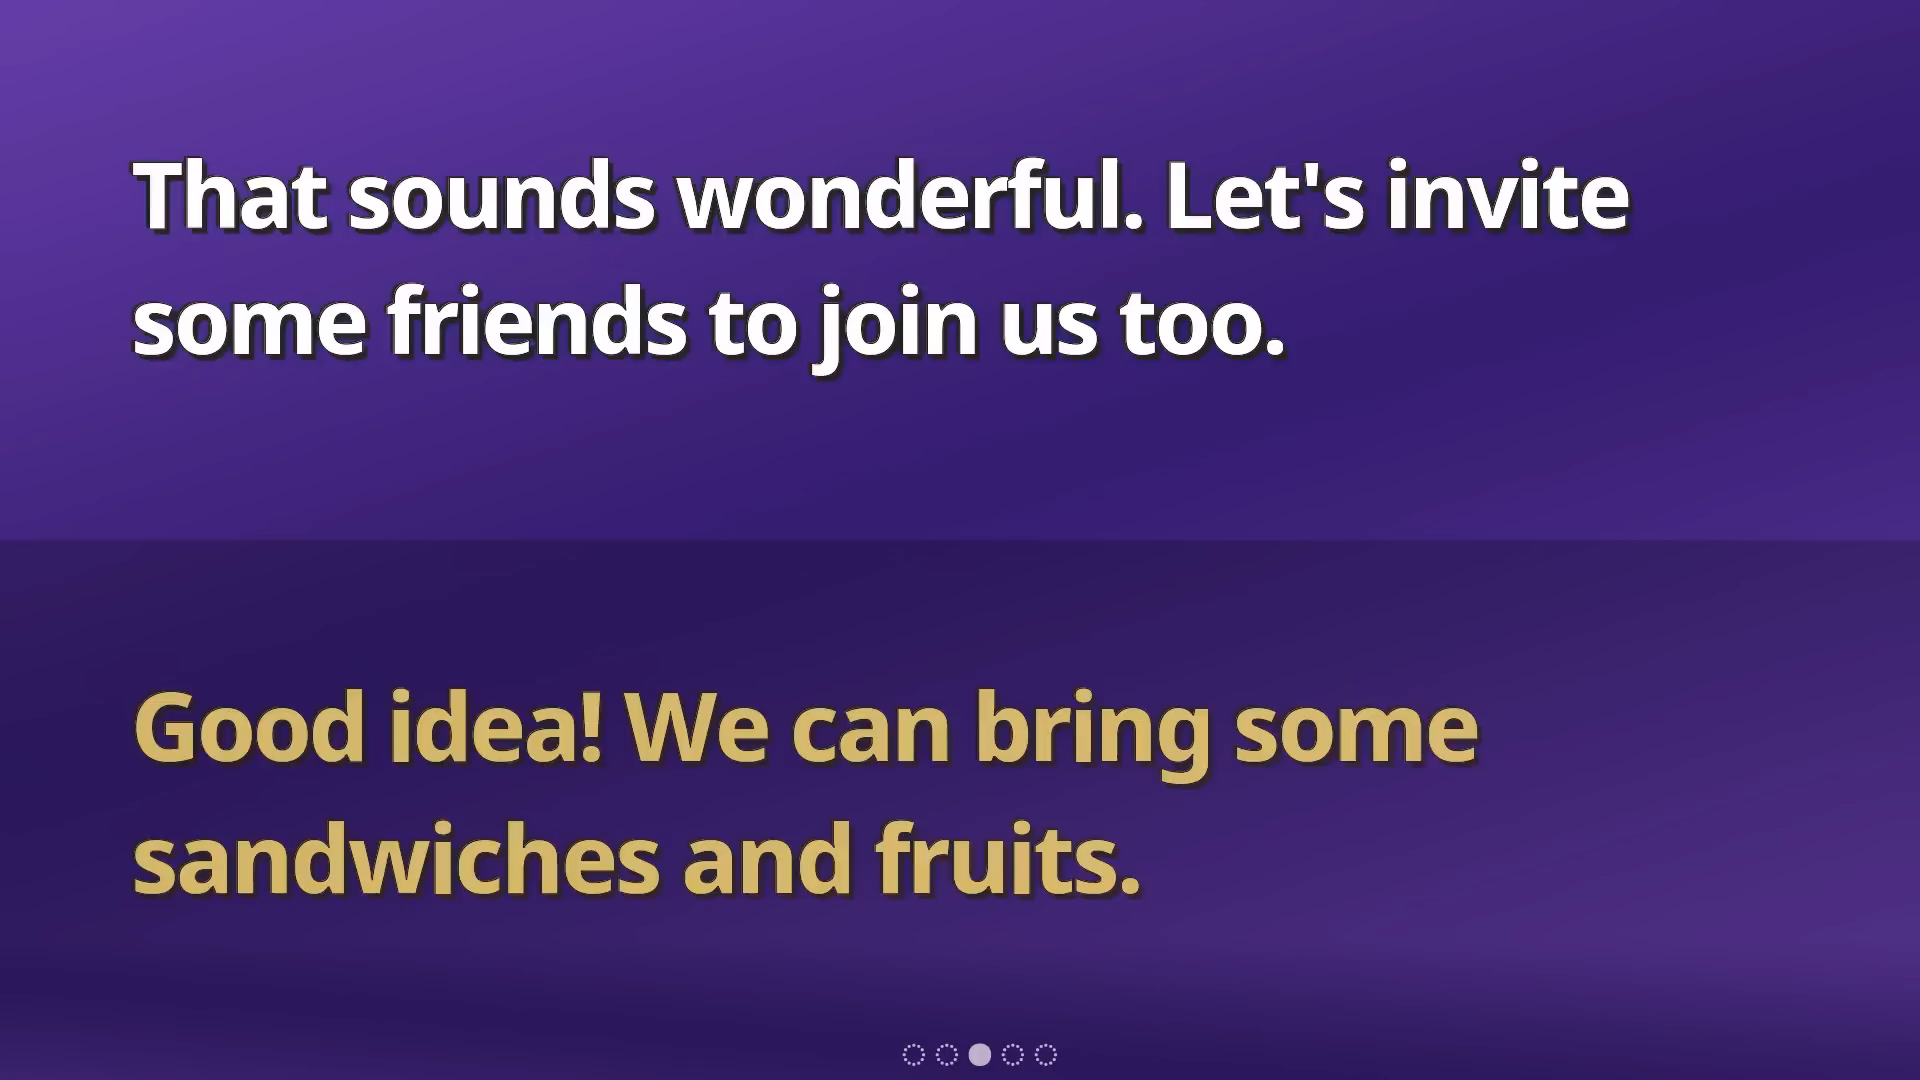 That sounds wonderful. Let's invite
some friends to join us too.
Good idea! We can bring some
sandwiches and fruits.